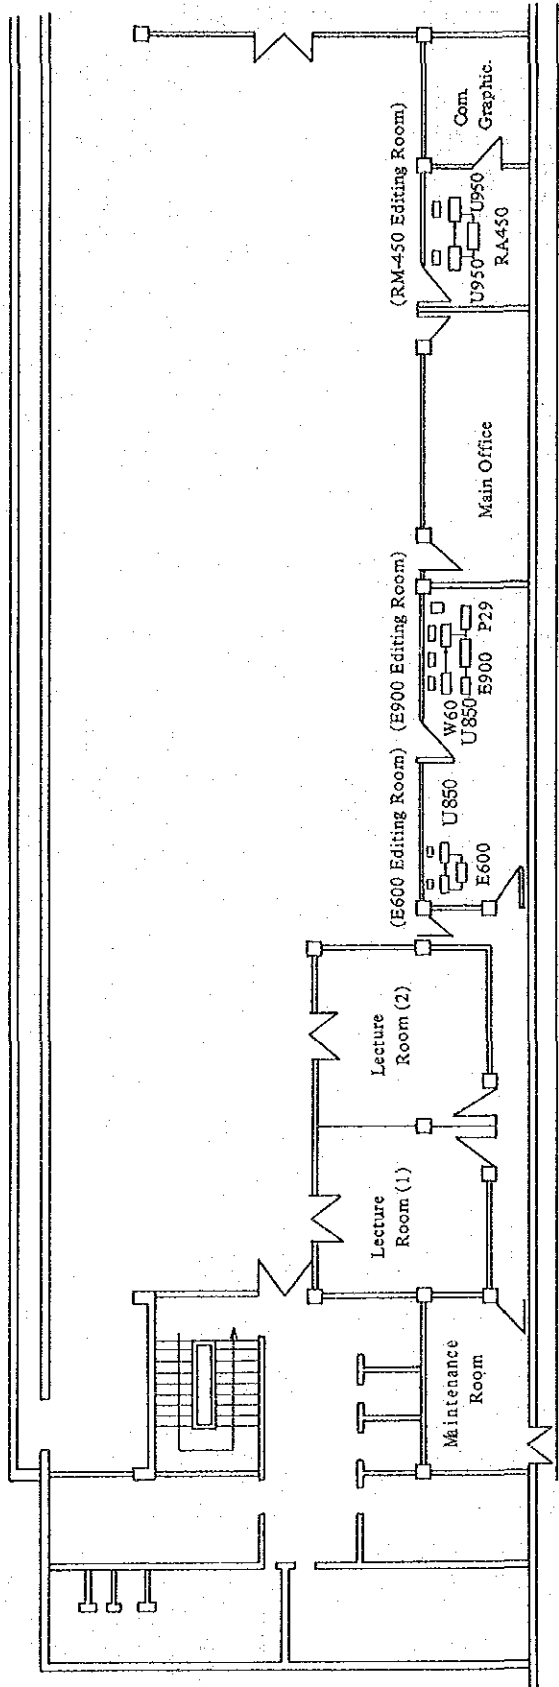 Maintenance
Room
Lecture
Room (1)
Lecture
Room (2)
(E600 Editing Room)
U850
E600
(E900 Editing Room)
W60
U850
E900
P29
Main Office
(RM-450 Editing Room)
U950
U950
RA450
Com.
Graphic.